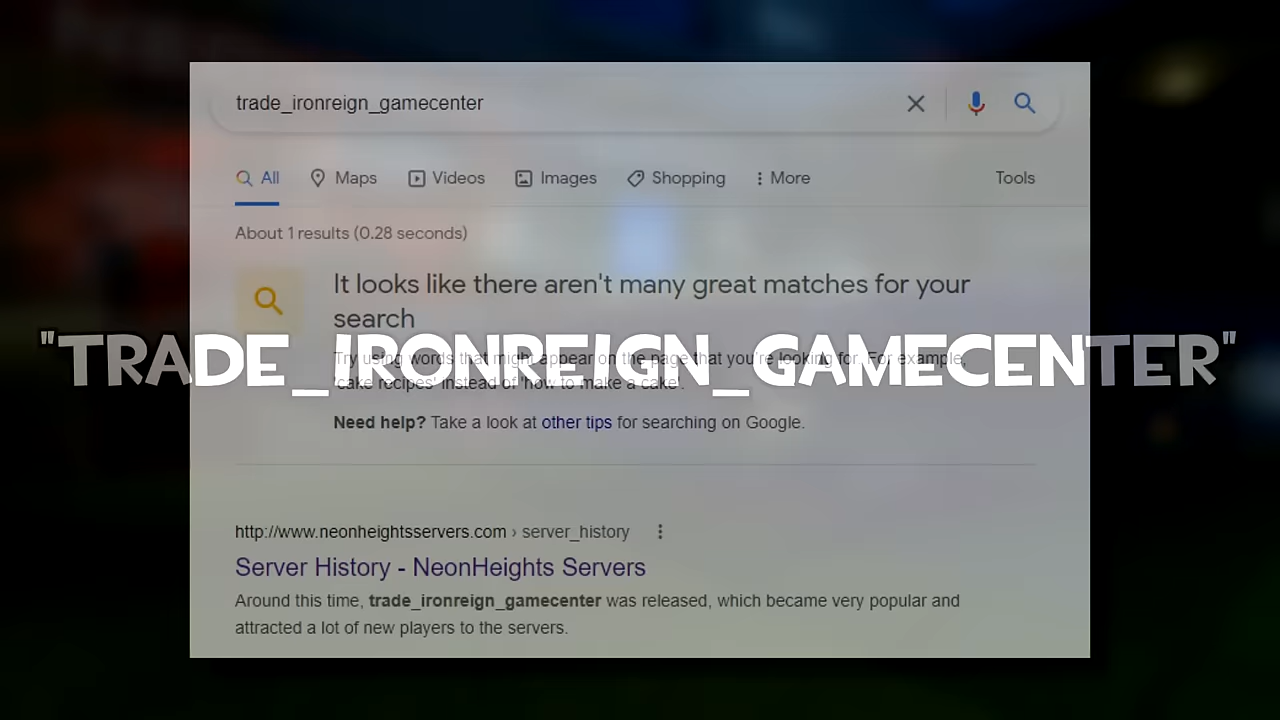 trade_ironreign_gamecenter
All Maps Videos Images Shopping More Tools
About 1 results (0.28 seconds)
It looks like there aren't many great matches for your
search
"TRADE_IRONREIGN_GAMECENTER"
Try using words that might appear on the page that you're looking for. For example,
'cake recipes' instead of 'how to make a cake'.
Need help? Take a look at other tips for searching on Google.
http://www.neonheightsservers.com › server_history
Server History - NeonHeights Servers
Around this time, trade_ironreign_gamecenter was released, which became very popular and
attracted a lot of new players to the servers.